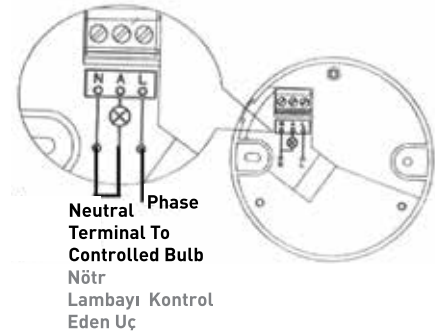 N A L
Neutral Phase
Terminal To
Controlled Bulb
Nötr
Lambayı Kontrol
Eden Uç